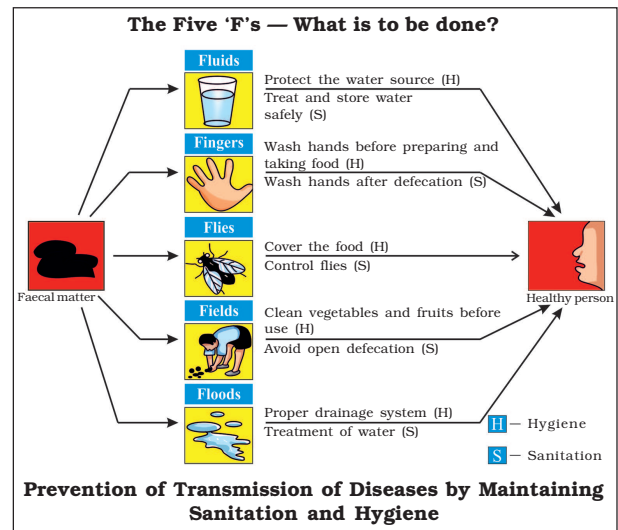 The Five 'F's — What is to be done?
Fluids
Protect the water source (H)
Treat and store water
safely (S)
Fingers
Wash hands before preparing and
taking food (H)
Wash hands after defecation (S)
Flies
Cover the food (H)
Control flies (S)
Faecal matter
Healthy person
Fields
Clean vegetables and fruits before
use (H)
Avoid open defecation (S)
Floods
Proper drainage system (H)
Treatment of water (S)
H — Hygiene
S — Sanitation
Prevention of Transmission of Diseases by Maintaining
Sanitation and Hygiene